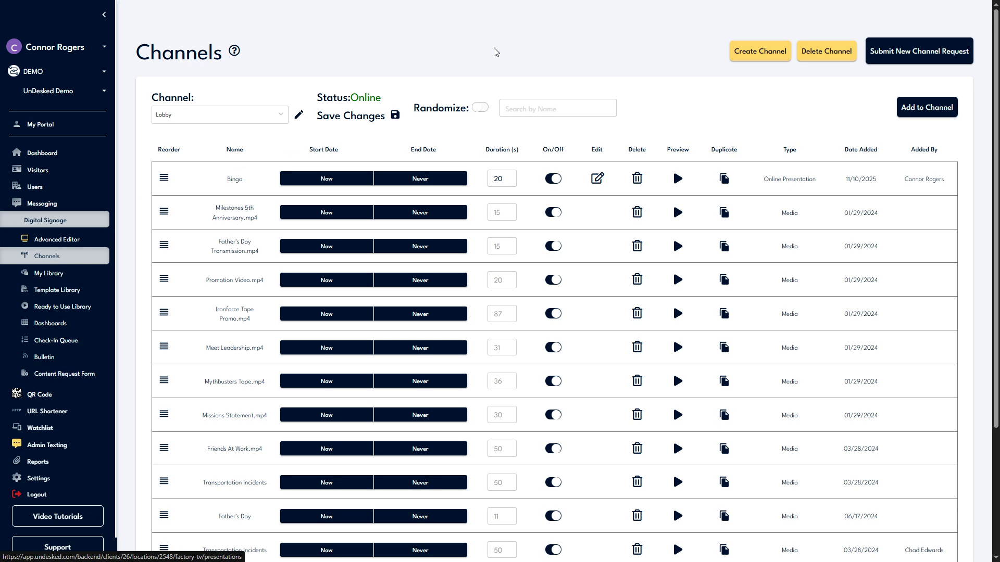 C Connor Rogers
DEMO
UnDesked Demo
My Portal
Dashboard
Visitors
Users
Messaging
Digital Signage
Advanced Editor
Channels
My Library
Template Library
Ready to Use Library
Dashboards
Check-In Queue
Bulletin
Content Request Form
QR Code
HTTP URL Shortener
Watchlist
Admin Texting
Reports
Settings
Logout
Video Tutorials
Support
https://app.undesked.com/backend/clients/26/locations/2548/factory-tv/presentations
Channels ?
Create Channel Delete Channel Submit New Channel Request
Channel: Status:Online
Lobby Save Changes Randomize: Search by Name Add to Channel
Reorder Name Start Date End Date Duration (s) On/Off Edit Delete Preview Duplicate Type Date Added Added By
Bingo Now Never 20 Online Presentation 11/10/2025 Connor Rogers
Milestones 5th
Anniversary.mp4 Now Never 15 Media 01/29/2024
Father's Day
Transmission.mp4 Now Never 15 Media 01/29/2024
Promotion Video.mp4 Now Never 20 Media 01/29/2024
Ironforce Tape
Promo.mp4 Now Never 87 Media 01/29/2024
Meet Leadership.mp4 Now Never 31 Media 01/29/2024
Mythbusters Tape.mp4 Now Never 36 Media 01/29/2024
Missions Statement.mp4 Now Never 30 Media 01/29/2024
Friends At Work.mp4 Now Never 50 Media 03/28/2024
Transportation Incidents Now Never 50 Media 03/28/2024
Father's Day Now Never 11 Media 06/17/2024
Transportation Incidents Now Never 50 Media 03/28/2024 Chad Edwards